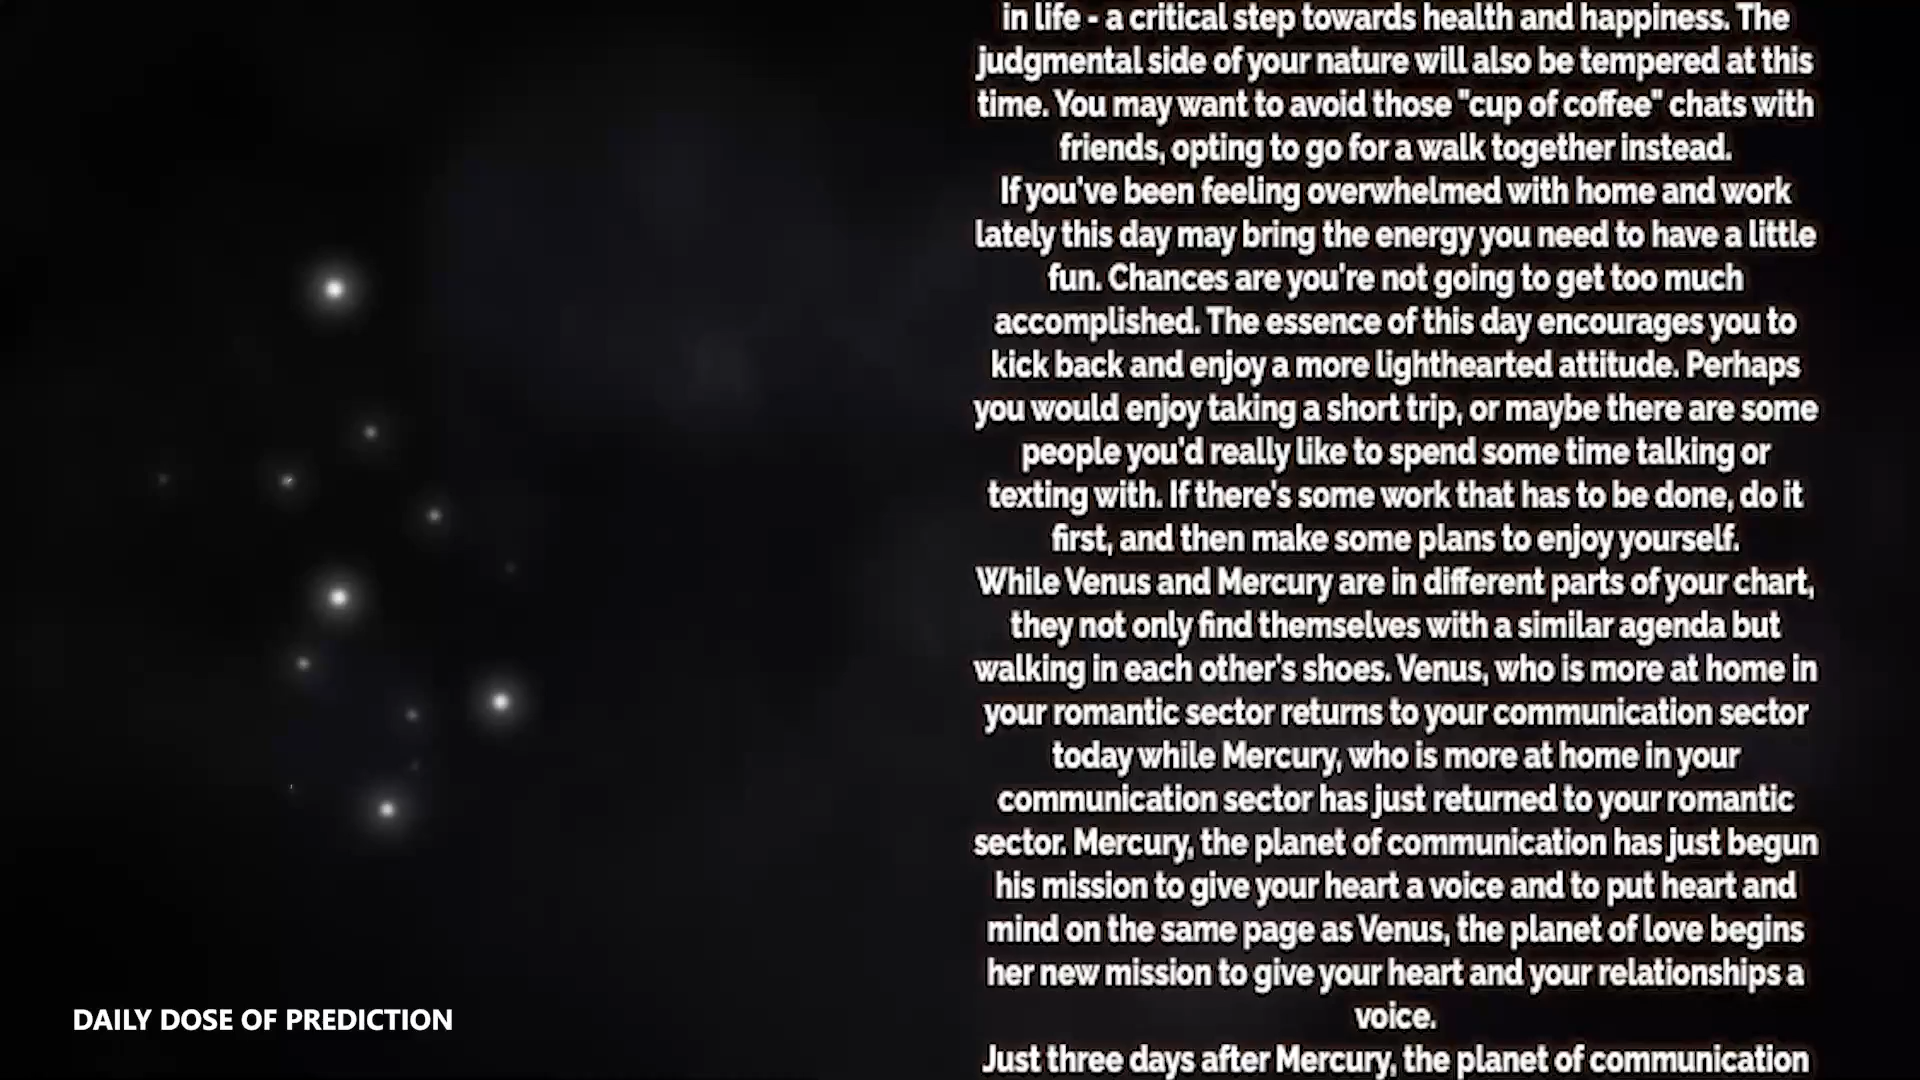 in life - a critical step towards health and happiness. The
judgmental side of your nature will also be tempered at this
time. You may want to avoid those "cup of coffee" chats with
friends, opting to go for a walk together instead.
If you've been feeling overwhelmed with home and work
lately this day may bring the energy you need to have a little
fun. Chances are you're not going to get too much
accomplished. The essence of this day encourages you to
kick back and enjoy a more lighthearted attitude. Perhaps
you would enjoy taking a short trip, or maybe there are some
people you'd really like to spend some time talking or
texting with. If there's some work that has to be done, do it
first, and then make some plans to enjoy yourself.
While Venus and Mercury are in different parts of your chart,
they not only find themselves with a similar agenda but
walking in each other's shoes. Venus, who is more at home in
your romantic sector returns to your communication sector
today while Mercury, who is more at home in your
communication sector has just returned to your romantic
sector. Mercury, the planet of communication has just begun
his mission to give your heart a voice and to put heart and
mind on the same page as Venus, the planet of love begins
her new mission to give your heart and your relationships a
voice.
Just three days after Mercury, the planet of communication
DAILY DOSE OF PREDICTION